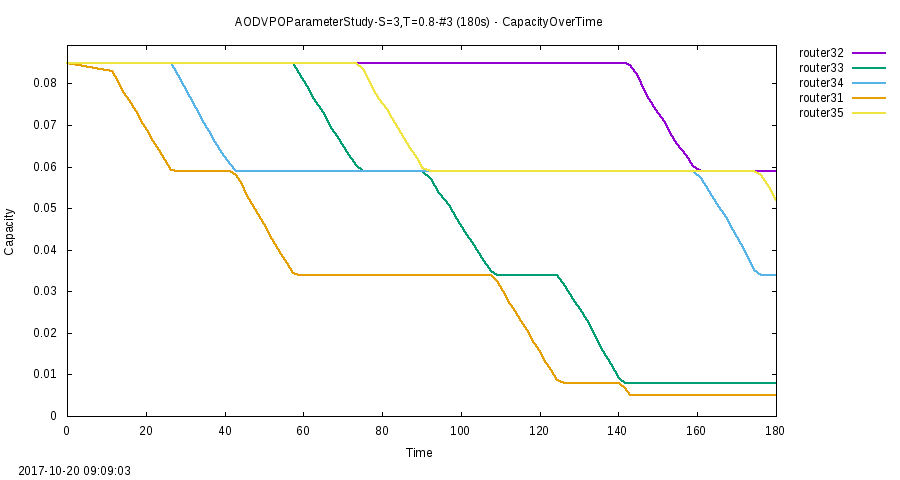 AODVPOParameterStudy-S=3,T=0.8-#3 (180s) - CapacityOverTime
router32
router33
router34
router31
router35
0.08
0.07
0.06
0.05
0.04
0.03
0.02
0.01
0
Capacity
0 20 40 60 80 100 120 140 160 180
Time
2017-10-20 09:09:03